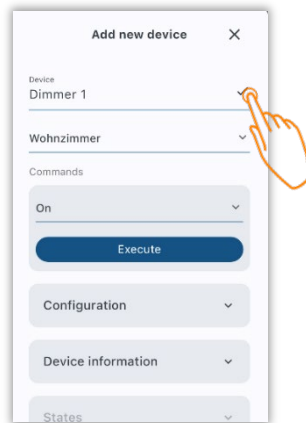 Add new device
Device
Dimmer 1
Wohnzimmer
Commands
On
Execute
Configuration
Device information
States